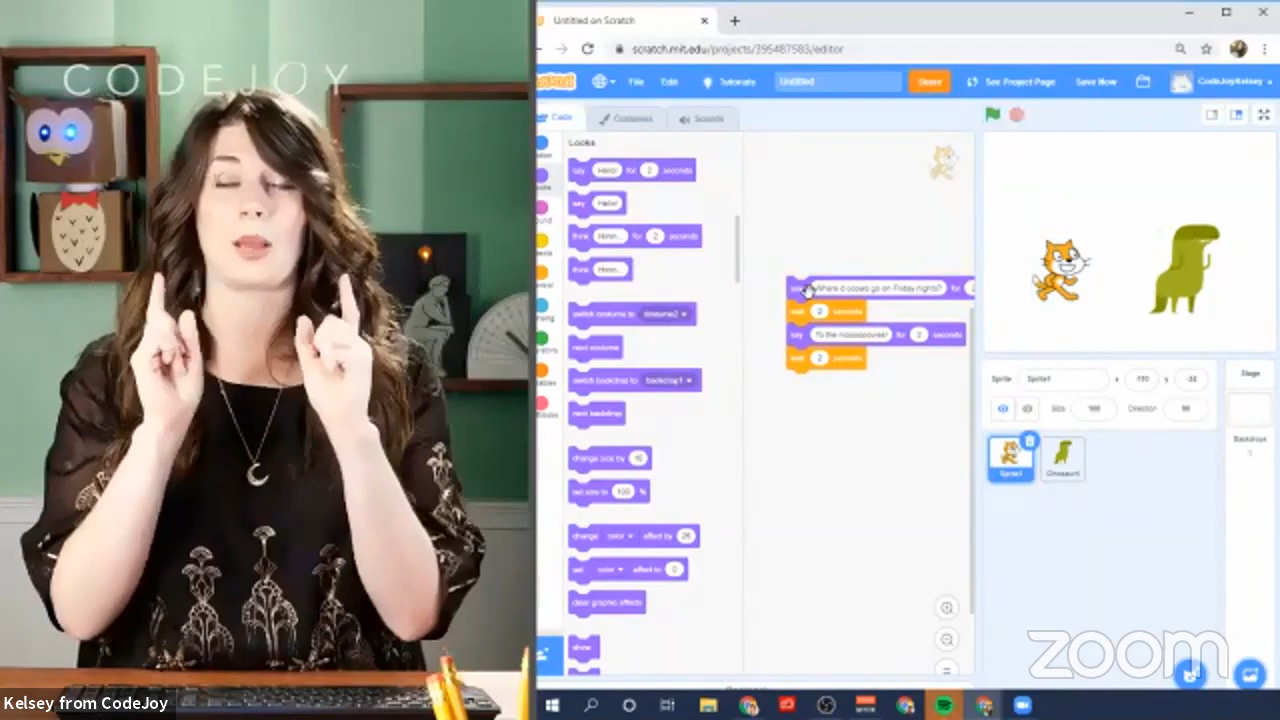 CODEJOY
Kelsey from CodeJoy
Untitled on Scratch
scratch.mit.edu/projects/395487583/editor
File Edit Tutorials Untitled Share See Project Page Save Now CodeJoyKelsey
Code Costumes Sounds
Looks
say Hello! for 2 seconds
say Hello!
think Hmm... for 2 seconds
think Hmm...
switch costume to costume2
next costume
switch backdrop to backdrop1
next backdrop
change size by 10
set size to 100 %
change color effect by 25
set color effect to 0
clear graphic effects
show
Where d cows go on Friday nights? for
wait 2 seconds
say To the moooooovies! for 2 seconds
wait 2 seconds
Sprite Sprite1 x y
Size 100 Direction 90
Sprite1
Dinosaur1
Stage
Backdrops
1
zoom